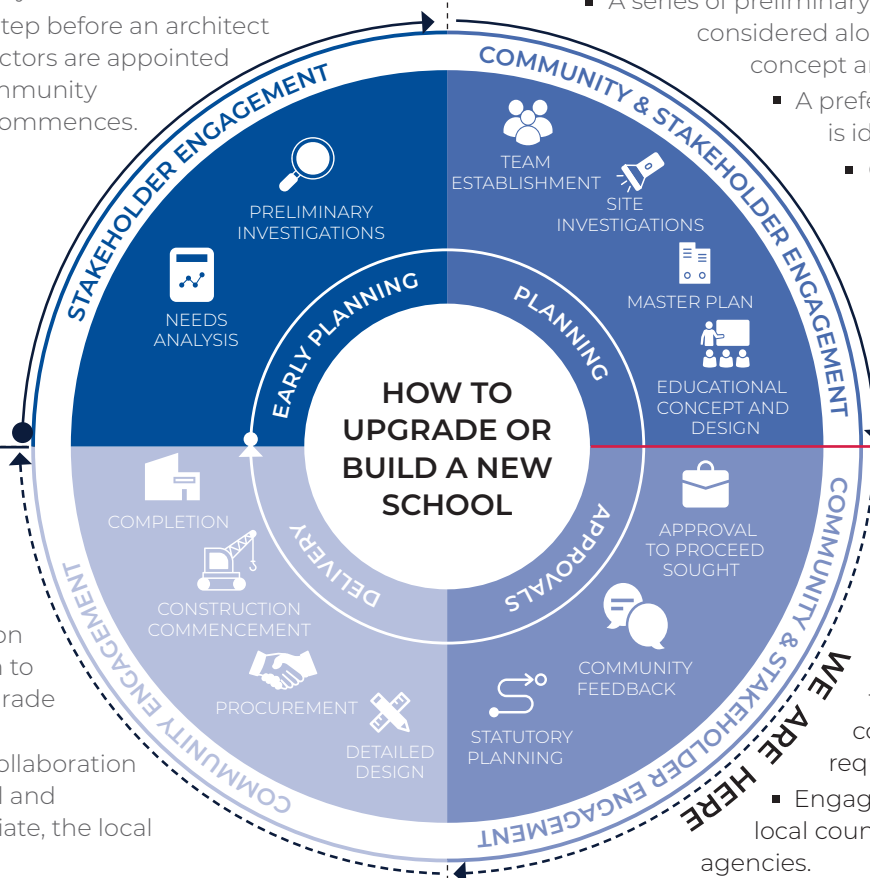 step before an architect
ctors are appointed
mmunity
commences.
A series of preliminary
considered alo
concept a
A prefe
is id
STAKEHOLDER ENGAGEMENT
COMMUNITY & STAKEHOLDER ENGAGEMENT
PRELIMINARY
INVESTIGATIONS
NEEDS
ANALYSIS
EARLY PLANNING
TEAM
ESTABLISHMENT
SITE
INVESTIGATIONS
MASTER PLAN
EDUCATIONAL
CONCEPT AND
DESIGN
PLANNING
HOW TO
UPGRADE OR
BUILD A NEW
SCHOOL
APPROVAL
TO PROCEED
SOUGHT
COMMUNITY
FEEDBACK
STATUTORY
PLANNING
APPROVALS
COMMUNITY & STAKEHOLDER ENGAGEMENT
WE ARE HERE
DETAILED
DESIGN
PROCUREMENT
CONSTRUCTION
COMMENCEMENT
COMPLETION
DELIVERY
COMMUNITY ENGAGEMENT
on
to
rade
ollaboration
and
iate, the local
co
req
Engag
local coun
agencies.